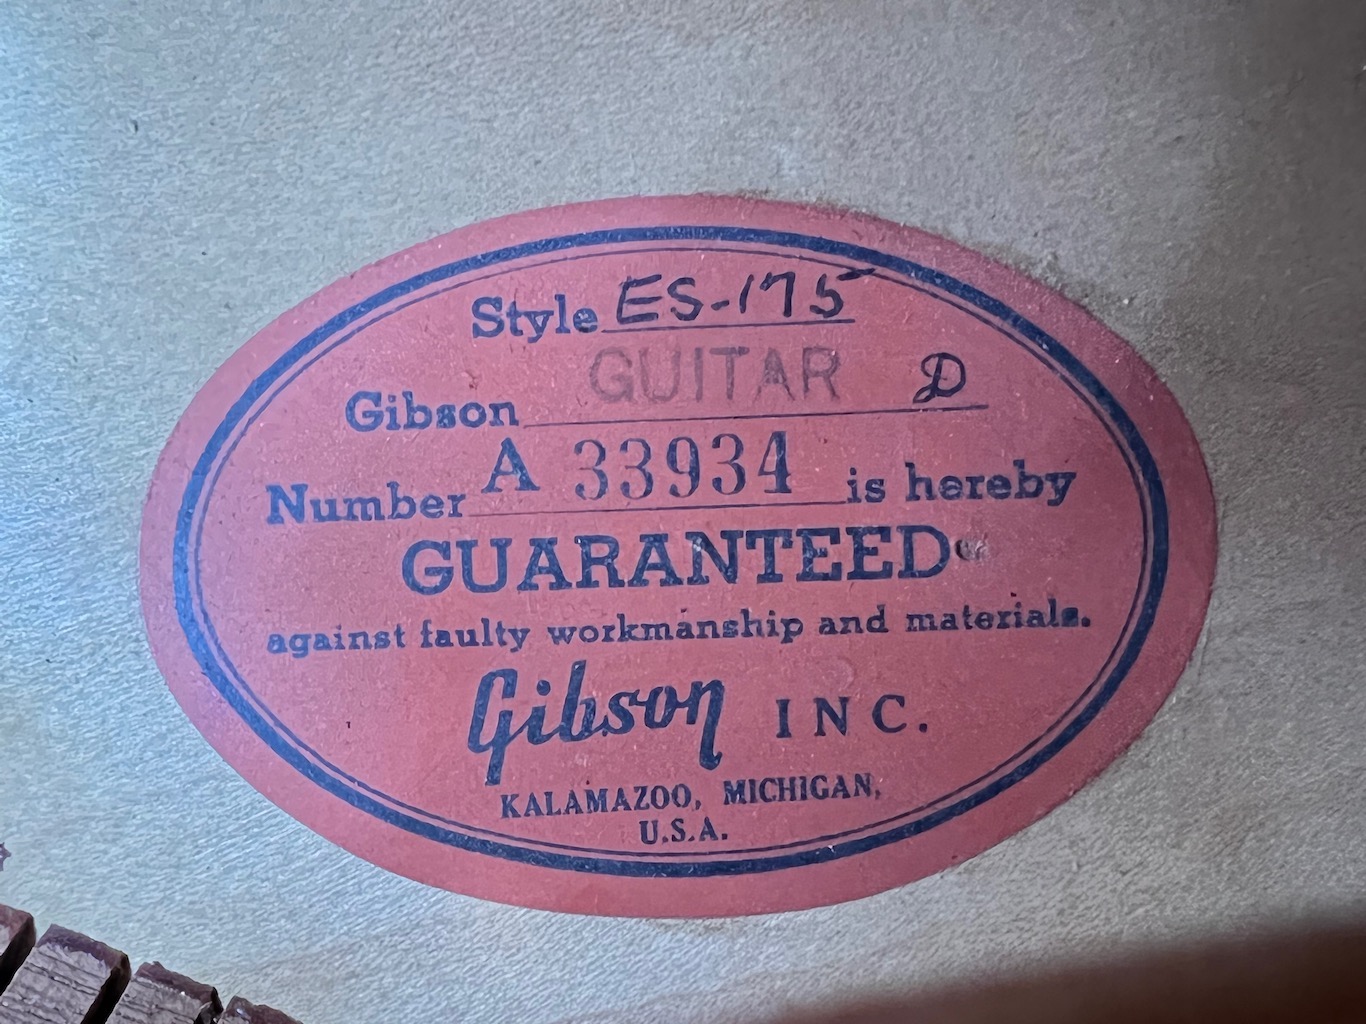 Style ES-175
Gibson GUITAR D
Number A 33934 is hereby
GUARANTEED
against faulty workmanship and materials.
Gibson INC.
KALAMAZOO, MICHIGAN,
U.S.A.